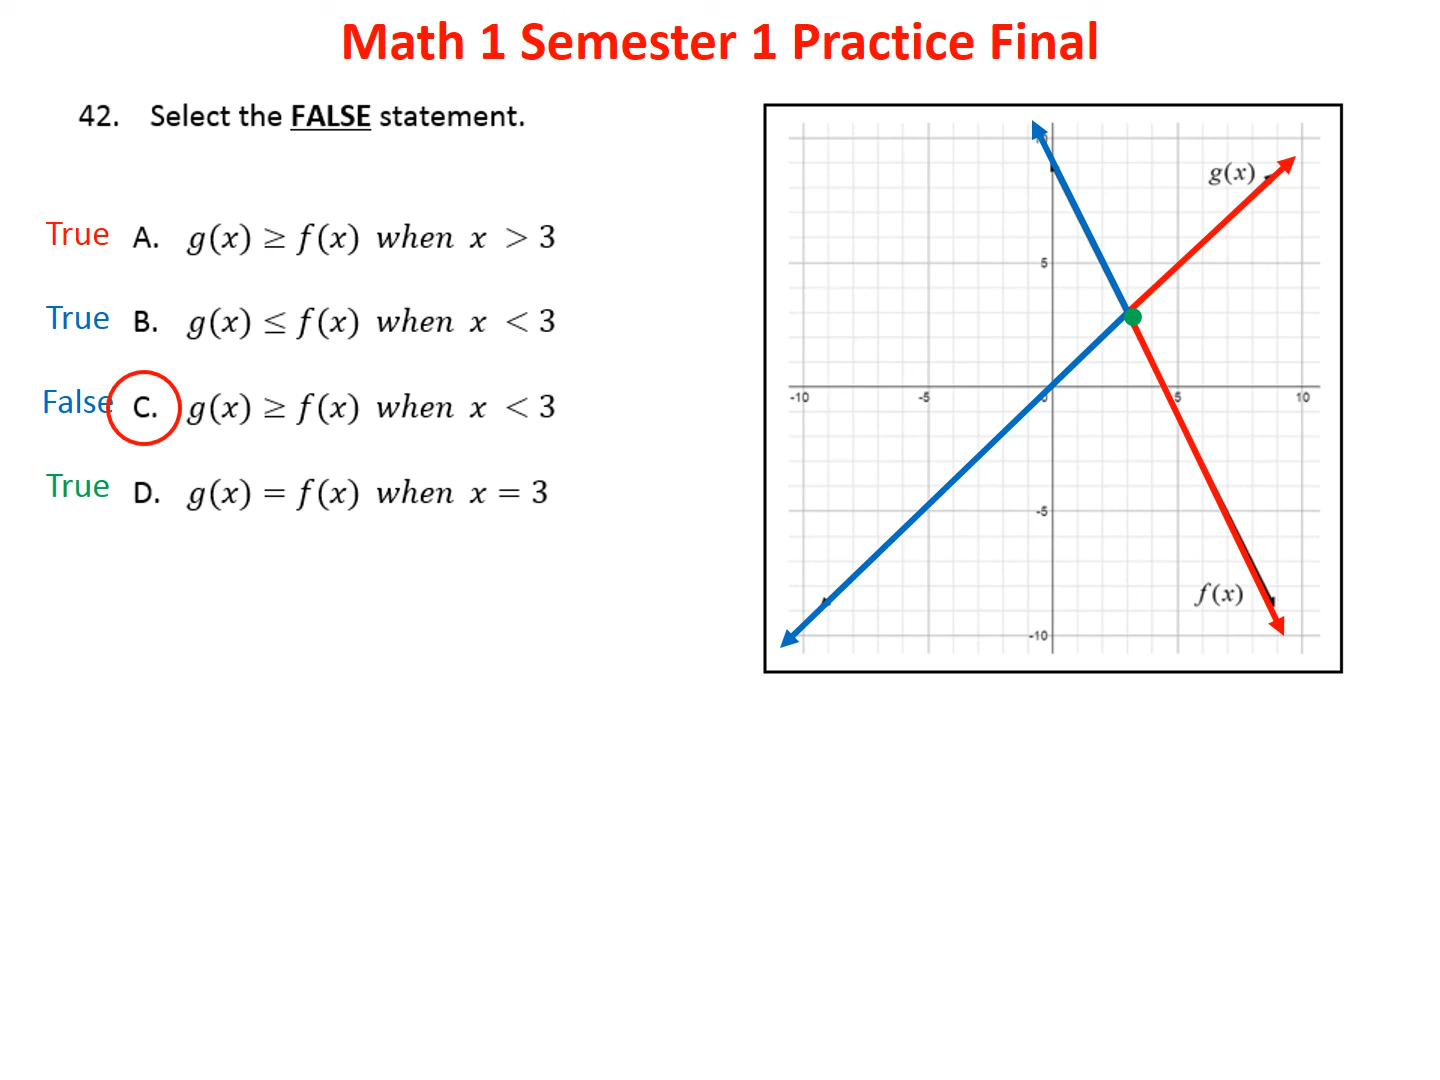 Math 1 Semester 1 Practice Final
42. Select the FALSE statement.
True A. g(x) ≥ f(x) when x > 3
True B. g(x) ≤ f(x) when x < 3
False C. g(x) ≥ f(x) when x < 3
True D. g(x) = f(x) when x = 3
g(x)
5
-10 -5 0 5 10
-5
f(x)
-10